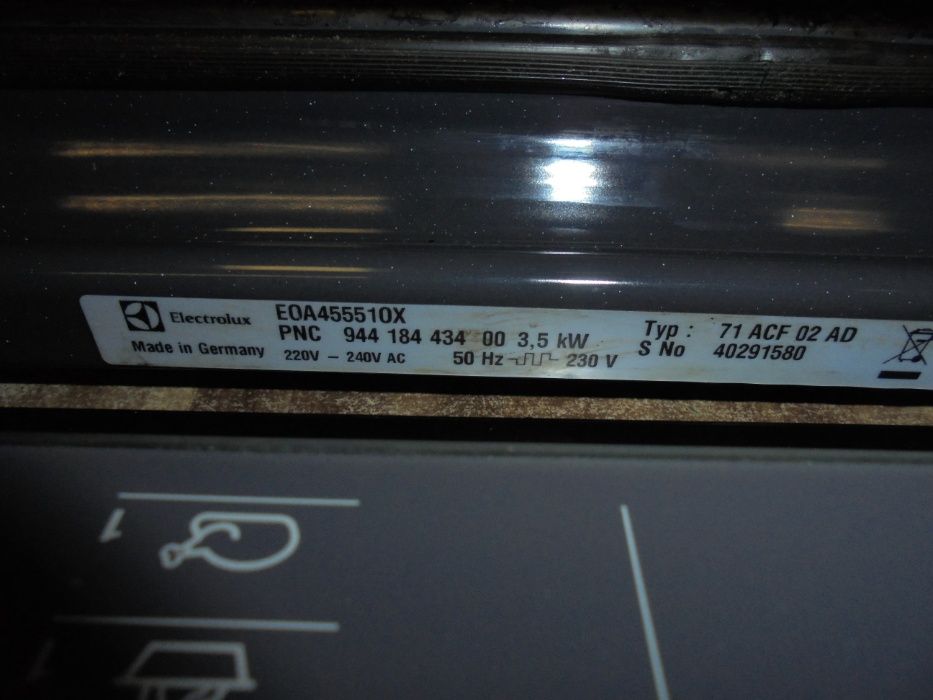 Electrolux
EOA45551OX
PNC 944 184 434 00 3,5 kW
Made in Germany
220V – 240V AC 50 Hz 230 V
Typ : 71 ACF 02 AD
S No 40291580
1